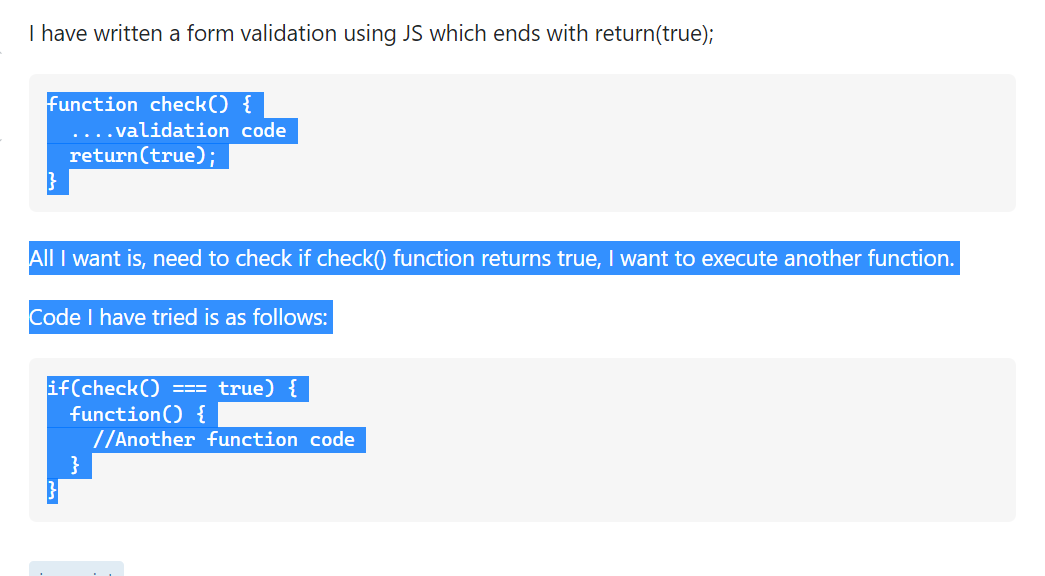 I have written a form validation using JS which ends with return(true);
function check() {
....validation code
return(true);
}
All I want is, need to check if check() function returns true, I want to execute another function.
Code I have tried is as follows:
if(check() === true) {
function() {
//Another function code
}
}